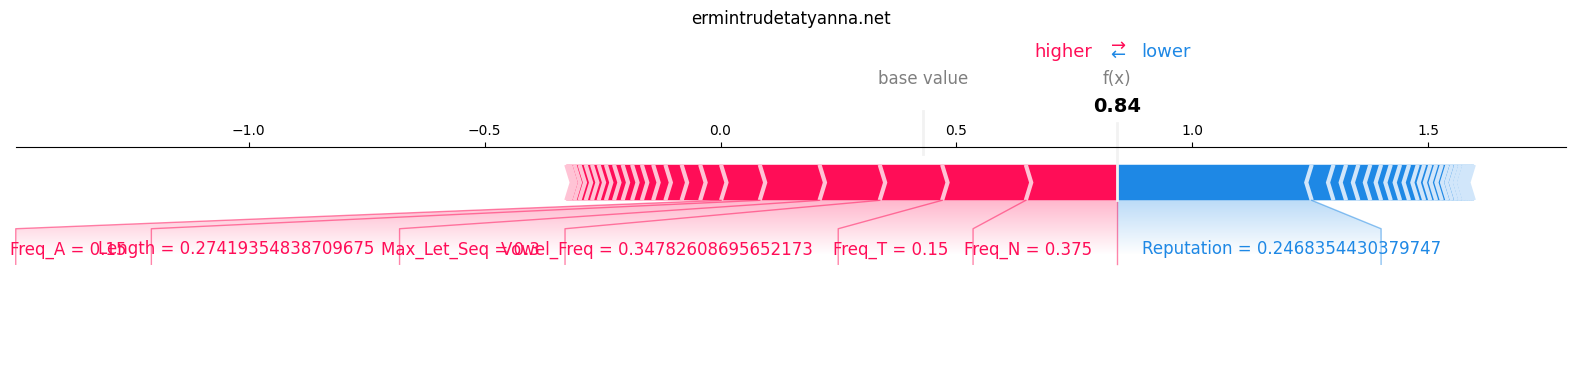 ermintrudetatyanna.net
higher ⇄ lower
base value f(x)
0.84
−1.0 −0.5 0.0 0.5 1.0 1.5
Freq_A = 0.15 Length = 0.27419354838709675 Max_Let_Seq = 0.3 Vowel_Freq = 0.34782608695652173 Freq_T = 0.15 Freq_N = 0.375 Reputation = 0.2468354430379747